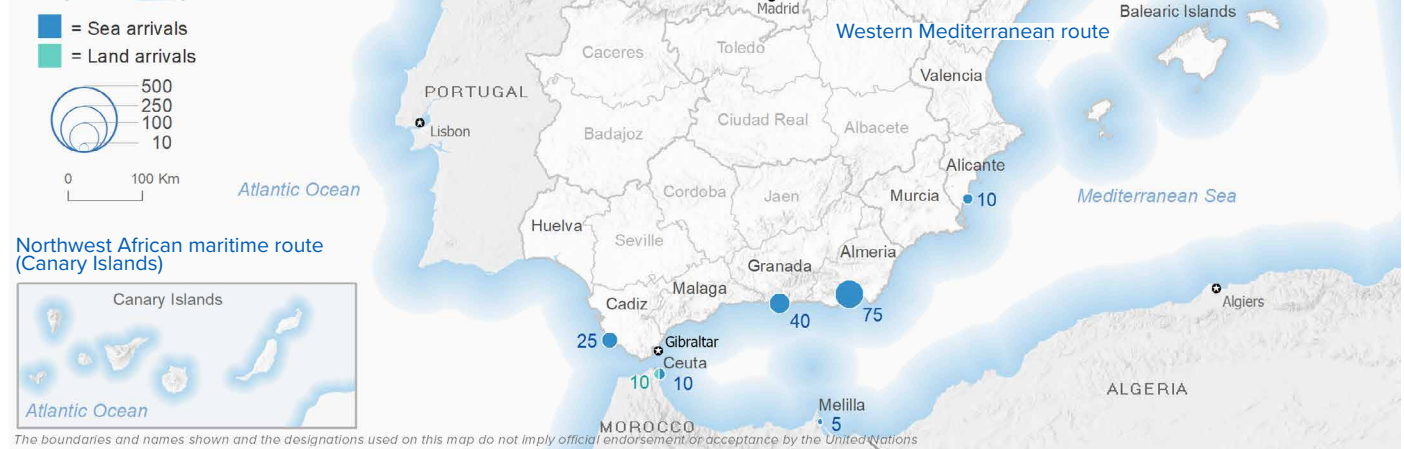 Madrid
Balearic Islands
= Sea arrivals
Western Mediterranean route
= Land arrivals
Caceres
Toledo
Valencia
500
250
100
10
PORTUGAL
Lisbon
Badajoz
Ciudad Real
Albacete
Alicante
0 100 Km
Atlantic Ocean
Cordoba
Jaen
Murcia
10
Mediterranean Sea
Huelva
Seville
Northwest African maritime route
(Canary Islands)
Almeria
Granada
Malaga
Canary Islands
Cadiz
Algiers
40
75
25
Gibraltar
Ceuta
10
10
ALGERIA
Atlantic Ocean
Melilla
5
MOROCCO
The boundaries and names shown and the designations used on this map do not imply official endorsement or acceptance by the United Nations